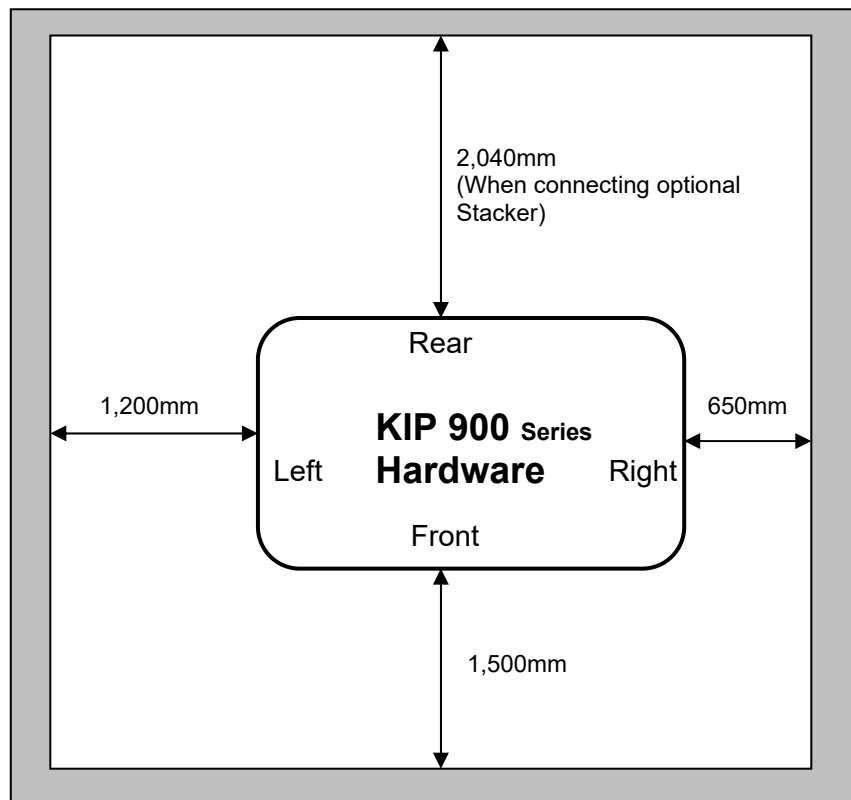 2,040mm
(When connecting optional
Stacker)
Rear
1,200mm
650mm
KIP 900 Series
Hardware
Left
Right
Front
1,500mm